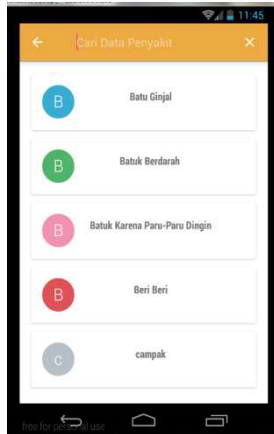 11:45
Cari Data Penyakit
B Batu Ginjal
B Batuk Berdarah
B Batuk Karena Paru-Paru Dingin
B Beri Beri
c campak
free for personal use